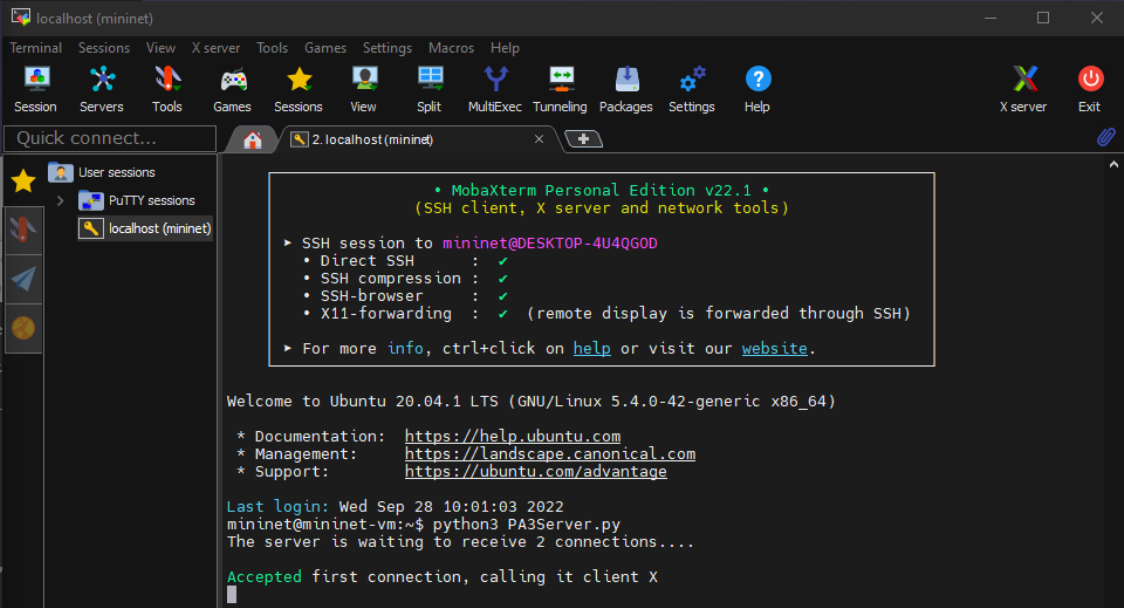 localhost (mininet)
Terminal Sessions View X server Tools Games Settings Macros Help
Session Servers Tools Games Sessions View Split MultiExec Tunneling Packages Settings Help X server Exit
Quick connect...
2. localhost (mininet)
User sessions
PuTTY sessions
localhost (mininet)
• MobaXterm Personal Edition v22.1 •
(SSH client, X server and network tools)
► SSH session to mininet@DESKTOP-4U4QGOD
• Direct SSH : ✔
• SSH compression : ✔
• SSH-browser : ✔
• X11-forwarding : ✔ (remote display is forwarded through SSH)
► For more info, ctrl+click on help or visit our website.
Welcome to Ubuntu 20.04.1 LTS (GNU/Linux 5.4.0-42-generic x86_64)
* Documentation: https://help.ubuntu.com
* Management: https://landscape.canonical.com
* Support: https://ubuntu.com/advantage
Last login: Wed Sep 28 10:01:03 2022
mininet@mininet-vm:~$ python3 PA3Server.py
The server is waiting to receive 2 connections....
Accepted first connection, calling it client X